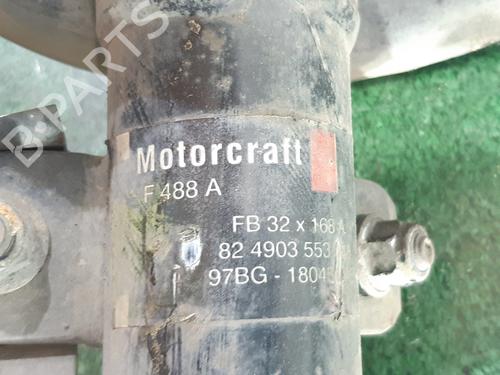 B-PARTS
Motorcraft
F 488 A
FB 32 x 168
82 4903 553
97BG - 1804